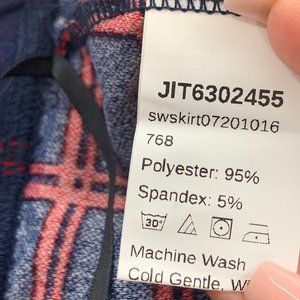 JIT6302455
swskirt07201016
768
Polyester: 95%
Spandex: 5%
30°
Machine Wash
Cold Gentle,